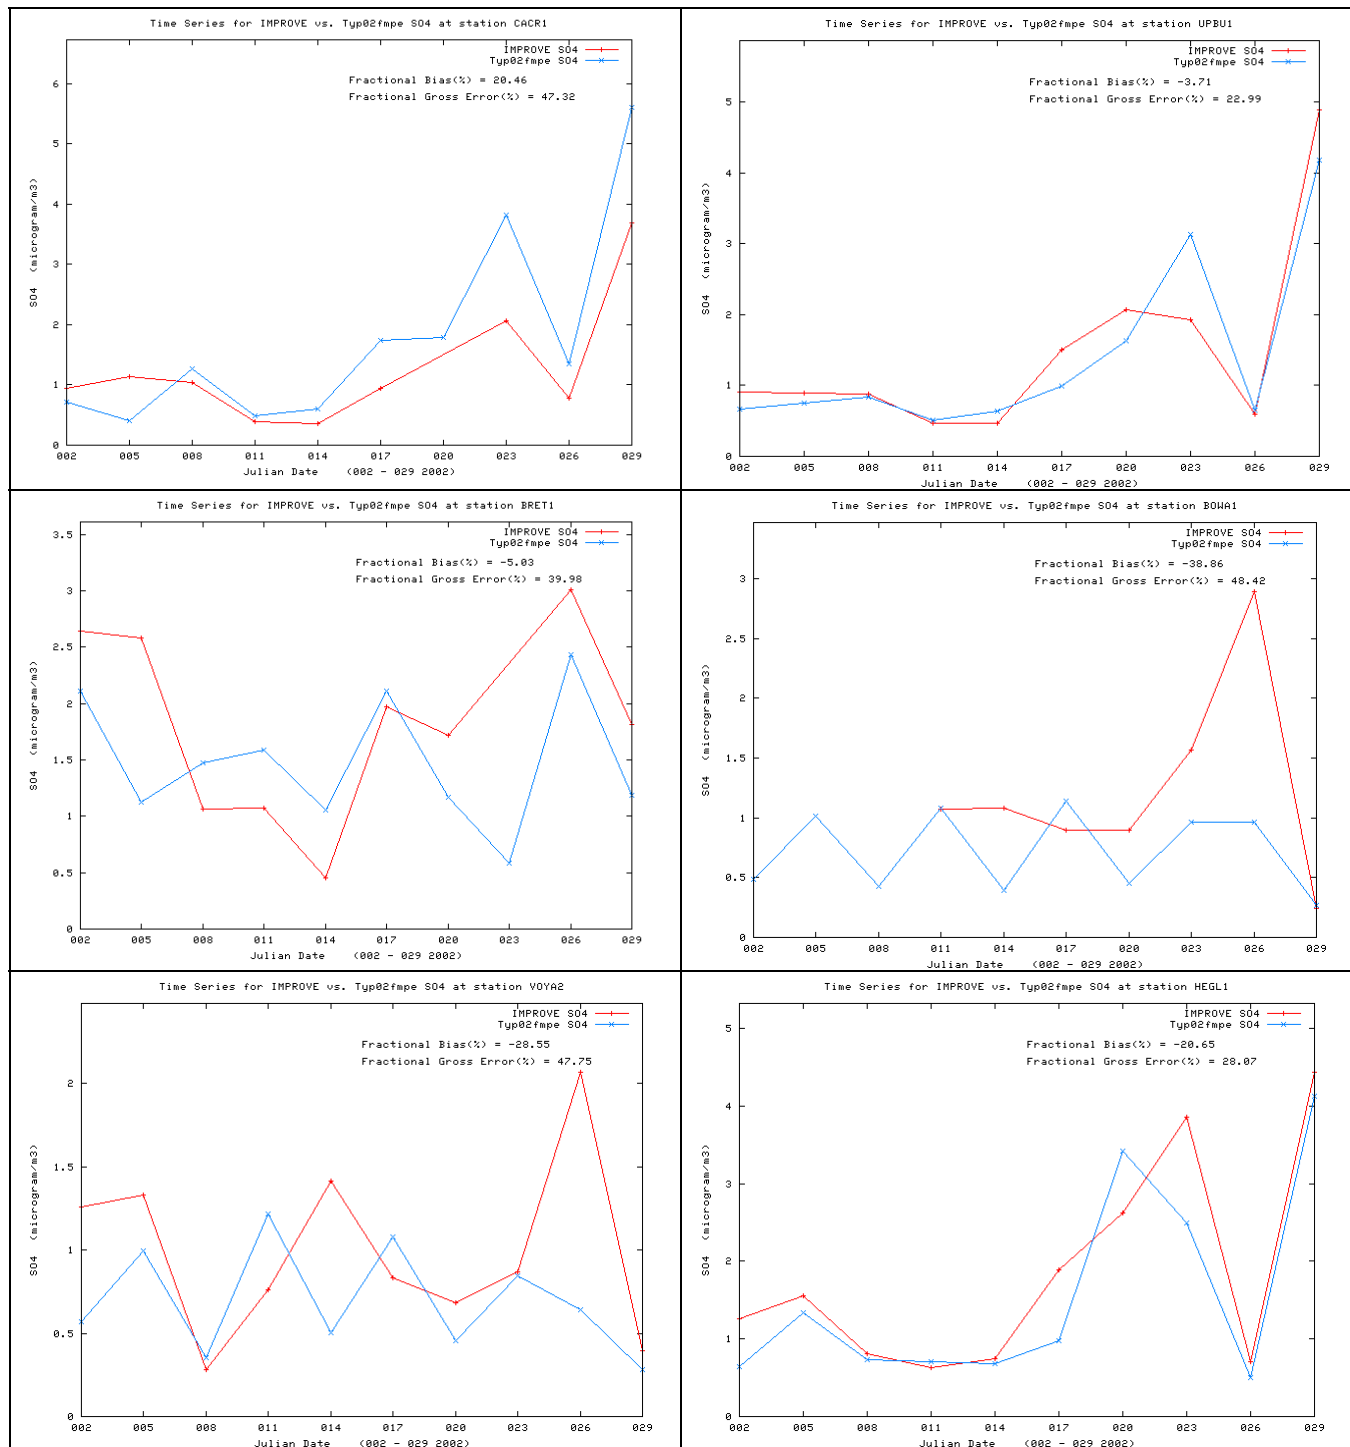 Time Series for IMPROVE vs. Typ02fmpe SO4 at station CACR1
IMPROVE SO4
Typ02fmpe SO4
Fractional Bias(%) = 20.46
Fractional Gross Error(%) = 47.32
SO4 (microgram/m3)
6
5
4
3
2
1
0
002 005 008 011 014 017 020 023 026 029
Julian Date (002 - 029 2002)
Time Series for IMPROVE vs. Typ02fmpe SO4 at station UPBU1
IMPROVE SO4
Typ02fmpe SO4
Fractional Bias(%) = -3.71
Fractional Gross Error(%) = 22.99
SO4 (microgram/m3)
5
4
3
2
1
0
002 005 008 011 014 017 020 023 026 029
Julian Date (002 - 029 2002)
Time Series for IMPROVE vs. Typ02fmpe SO4 at station BRET1
IMPROVE SO4
Typ02fmpe SO4
Fractional Bias(%) = -5.03
Fractional Gross Error(%) = 39.98
SO4 (microgram/m3)
3.5
3
2.5
2
1.5
1
0.5
0
002 005 008 011 014 017 020 023 026 029
Julian Date (002 - 029 2002)
Time Series for IMPROVE vs. Typ02fmpe SO4 at station BOWA1
IMPROVE SO4
Typ02fmpe SO4
Fractional Bias(%) = -38.86
Fractional Gross Error(%) = 48.42
SO4 (microgram/m3)
3
2.5
2
1.5
1
0.5
0
002 005 008 011 014 017 020 023 026 029
Julian Date (002 - 029 2002)
Time Series for IMPROVE vs. Typ02fmpe SO4 at station VOYA2
IMPROVE SO4
Typ02fmpe SO4
Fractional Bias(%) = -28.55
Fractional Gross Error(%) = 47.75
SO4 (microgram/m3)
2
1.5
1
0.5
0
002 005 008 011 014 017 020 023 026 029
Julian Date (002 - 029 2002)
Time Series for IMPROVE vs. Typ02fmpe SO4 at station HEGL1
IMPROVE SO4
Typ02fmpe SO4
Fractional Bias(%) = -20.65
Fractional Gross Error(%) = 28.07
SO4 (microgram/m3)
5
4
3
2
1
0
002 005 008 011 014 017 020 023 026 029
Julian Date (002 - 029 2002)